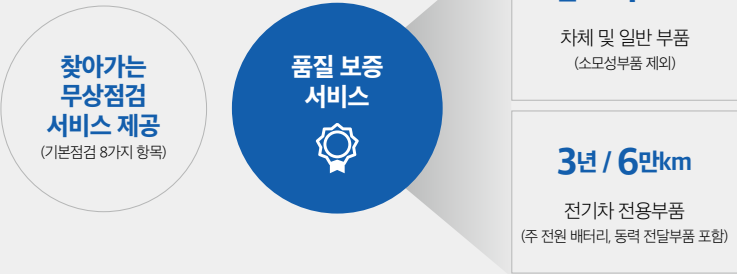 찾아가는
무상점검
서비스 제공
(기본점검 8가지 항목)
품질 보증
서비스
차체 및 일반 부품
(소모성부품 제외)
3년 / 6만km
전기차 전용부품
(주 전원 배터리, 동력 전달부품 포함)